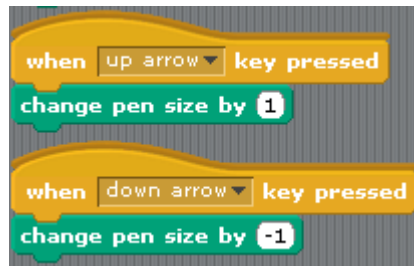 when up arrow key pressed
change pen size by 1
when down arrow key pressed
change pen size by -1